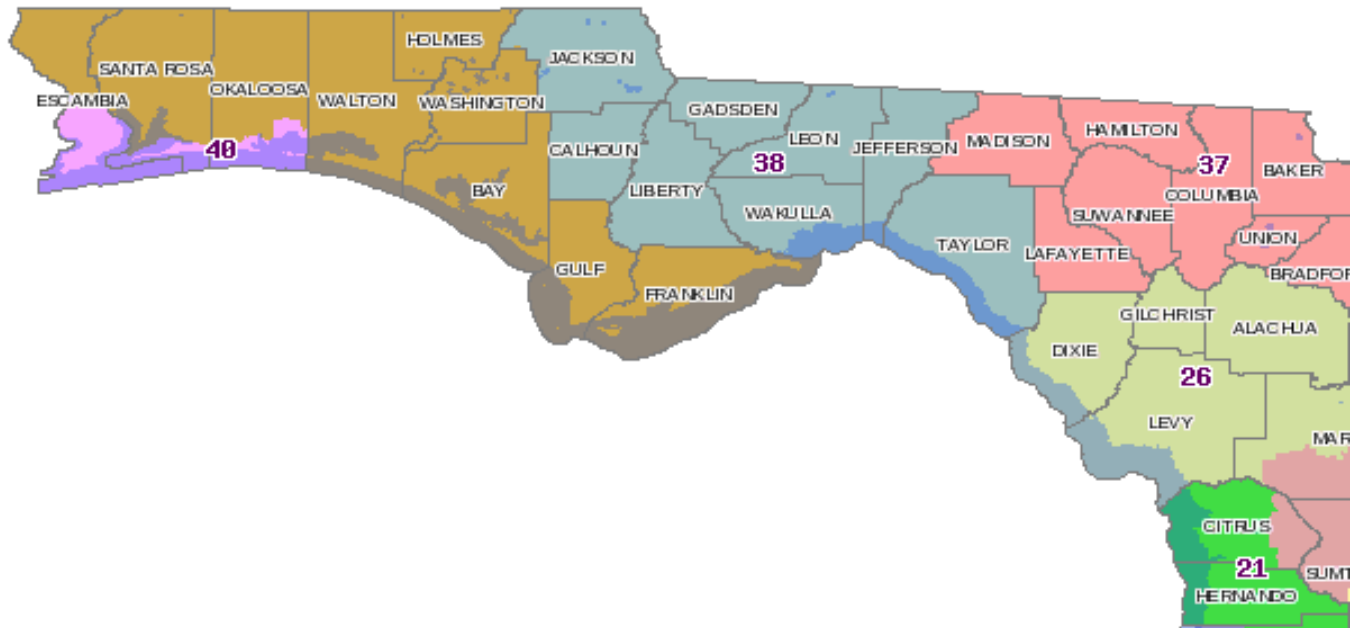 HOLMES
JACKSON
SANTA ROSA
OKALOOSA
ESCAMBIA
WALTON
WASHINGTON
GADSDEN
MADISON
HAMILTON
LEON
JEFFERSON
CALHOUN
40
38
37
BAKER
LIBERTY
BAY
COLUMBIA
WAKULLA
SUWANNEE
TAYLOR
UNION
LAFAYETTE
GULF
BRADFOR
FRANKLIN
GILCHRIST
ALACHUA
DIXIE
26
LEVY
MAR
CITRUS
21
SUMT
HERNANDO